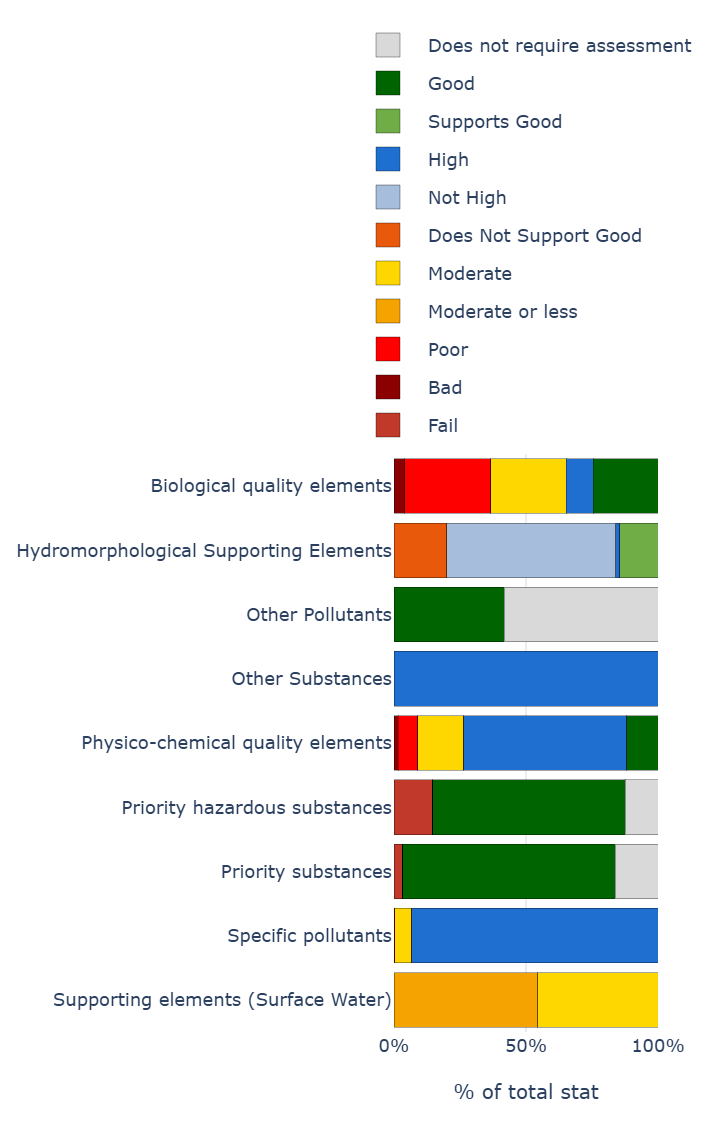 Does not require assessment
Good
Supports Good
High
Not High
Does Not Support Good
Moderate
Moderate or less
Poor
Bad
Fail
Biological quality elements
Hydromorphological Supporting Elements
Other Pollutants
Other Substances
Physico-chemical quality elements
Priority hazardous substances
Priority substances
Specific pollutants
Supporting elements (Surface Water)
0% 50% 100%
% of total stat